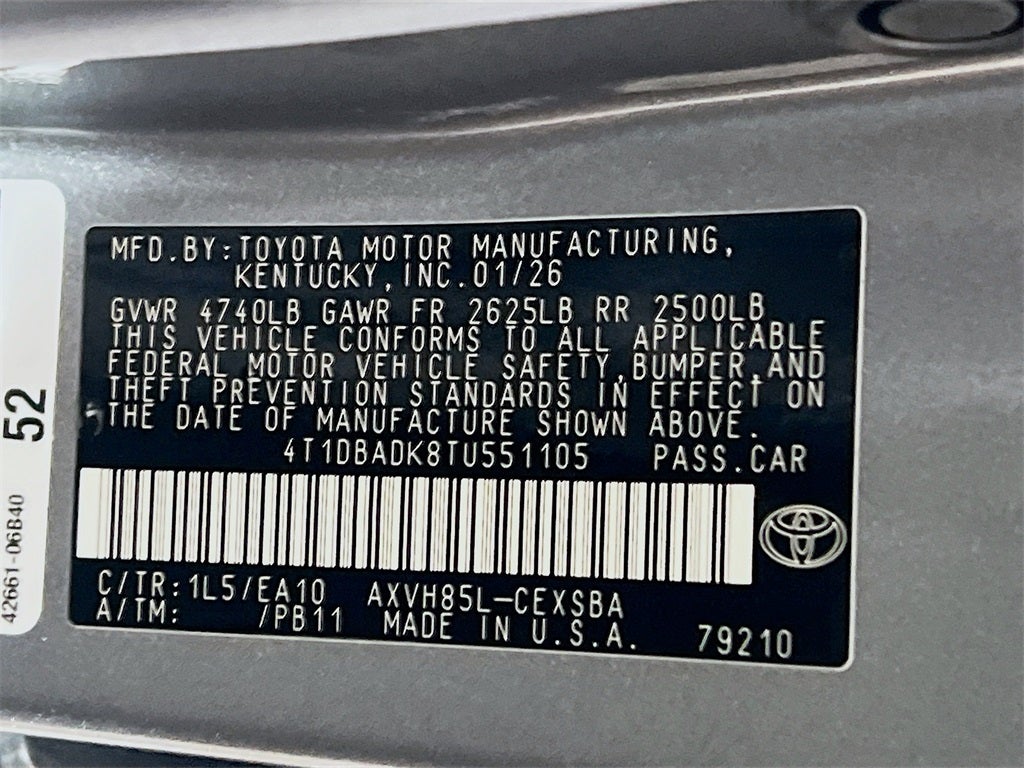 MFD.BY:TOYOTA MOTOR MANUFACTURING,
KENTUCKY,INC.01/26
GVWR 4740LB GAWR FR 2625LB RR 2500LB
THIS VEHICLE CONFORMS TO ALL APPLICABLE
FEDERAL MOTOR VEHICLE SAFETY,BUMPER,AND
THEFT PREVENTION STANDARDS IN EFFECT ON
THE DATE OF MANUFACTURE SHOWN ABOVE.
4T1DBADK8TU551105 PASS.CAR
C/TR:1L5/EA10 AXVH85L-CEXSBA
A/TM: /PB11 MADE IN U.S.A. 79210
52
42661-06B40